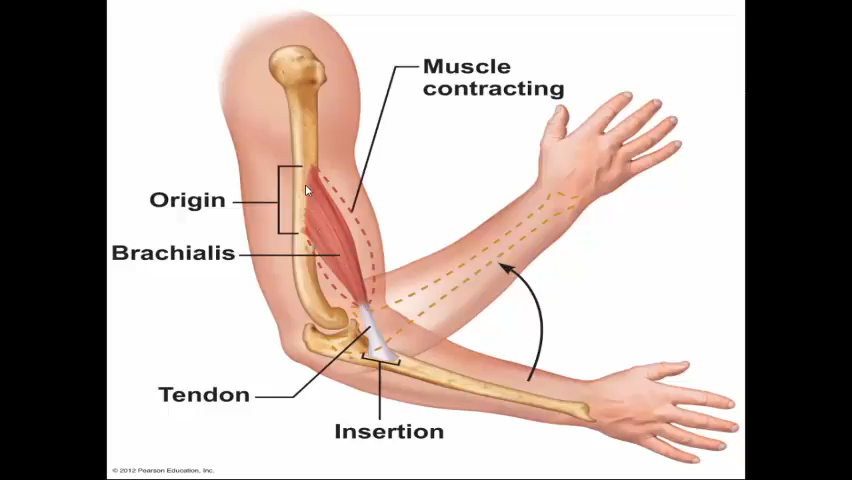 Muscle
contracting
Origin
Brachialis
Tendon
Insertion
© 2012 Pearson Education, Inc.